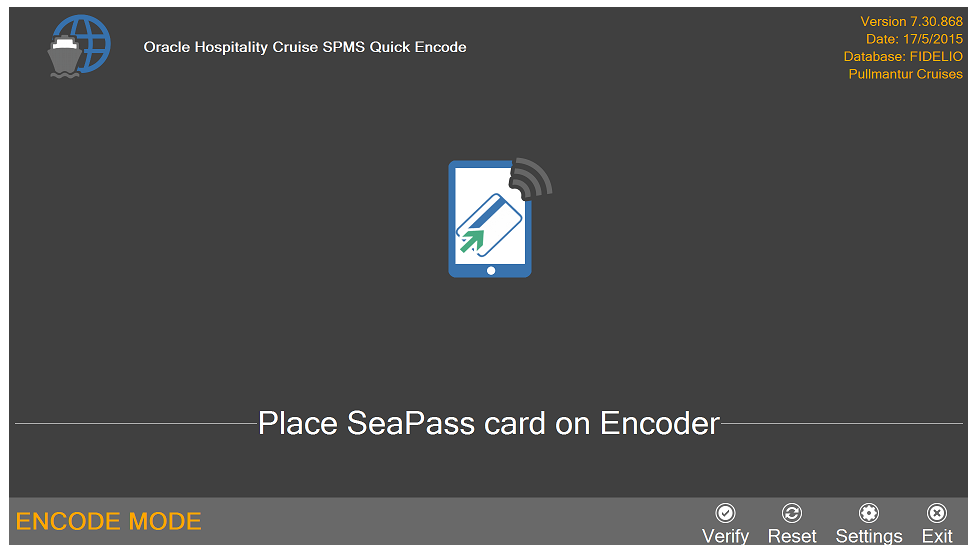 Oracle Hospitality Cruise SPMS Quick Encode
Version 7.30.868
Date: 17/5/2015
Database: FIDELIO
Pullmantur Cruises
Place SeaPass card on Encoder
ENCODE MODE
Verify
Reset
Settings
Exit